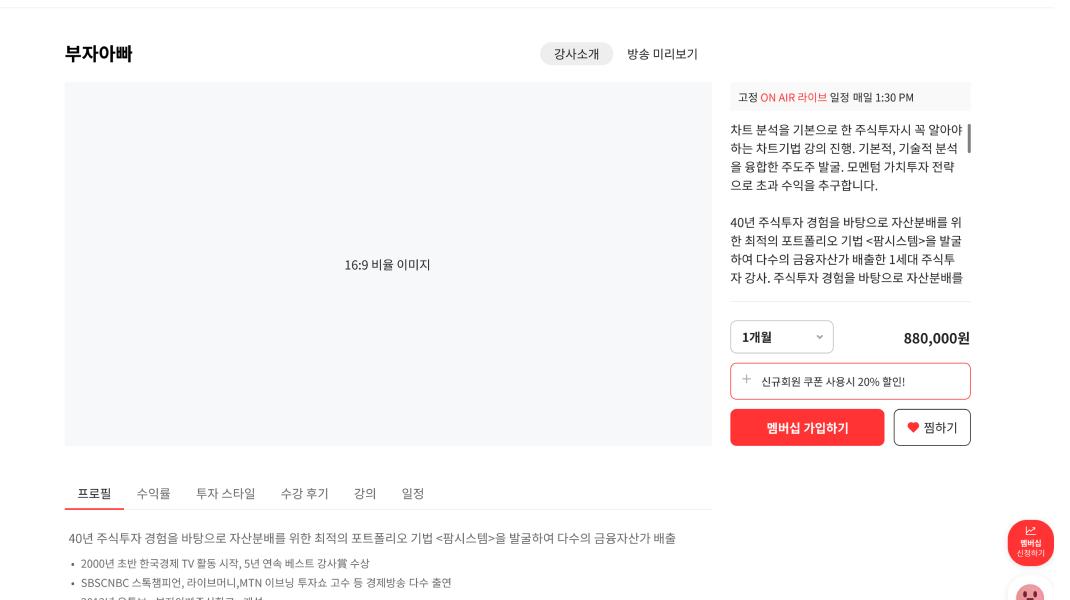 부자아빠
강사소개 방송 미리보기
16:9 비율 이미지
고정 ON AIR 라이브 일정 매일 1:30 PM
차트 분석을 기본으로 한 주식투자시 꼭 알아야
하는 차트기법 강의 진행. 기본적, 기술적 분석
을 융합한 주도주 발굴. 모멘텀 가치투자 전략
으로 초과 수익을 추구합니다.
40년 주식투자 경험을 바탕으로 자산분배를 위
한 최적의 포트폴리오 기법 <팜시스템>을 발굴
하여 다수의 금융자산가 배출한 1세대 주식투
자 강사. 주식투자 경험을 바탕으로 자산분배를
1개월 880,000원
+ 신규회원 쿠폰 사용시 20% 할인!
멤버십 가입하기 찜하기
프로필 수익률 투자 스타일 수강 후기 강의 일정
40년 주식투자 경험을 바탕으로 자산분배를 위한 최적의 포트폴리오 기법 <팜시스템>을 발굴하여 다수의 금융자산가 배출
• 2000년 초반 한국경제 TV 활동 시작, 5년 연속 베스트 강사賞 수상
• SBSCNBC 스톡챔피언, 라이브머니,MTN 이브닝 투자쇼 고수 등 경제방송 다수 출연
멤버십
신청하기